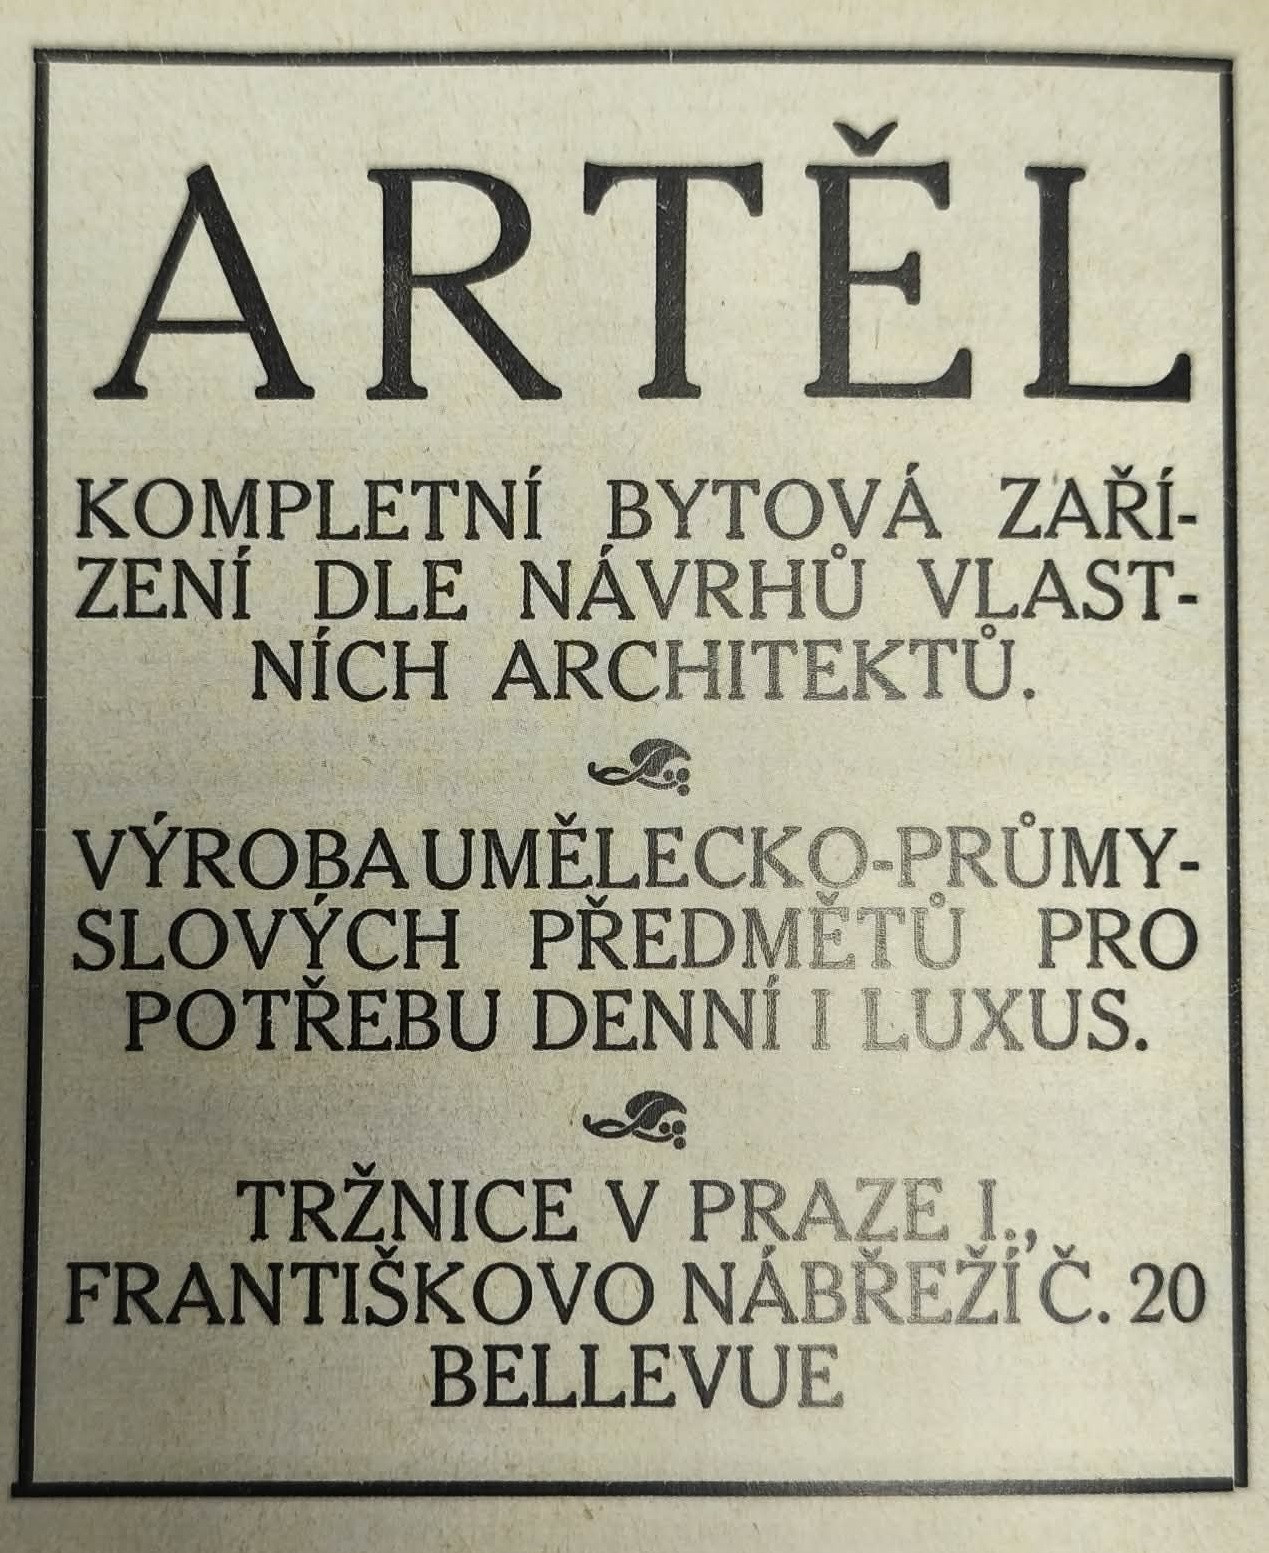 ARTĚL
KOMPLETNÍ BYTOVÁ ZAŘÍ-
ZENÍ DLE NÁVRHŮ VLAST-
NÍCH ARCHITEKTŮ.
VÝROBA UMĚLECKO-PRŮMY-
SLOVÝCH PŘEDMĚTŮ PRO
POTŘEBU DENNÍ I LUXUS.
TRŽNICE V PRAZE I.,
FRANTIŠKOVO NÁBŘEŽÍ Č. 20
BELLEVUE